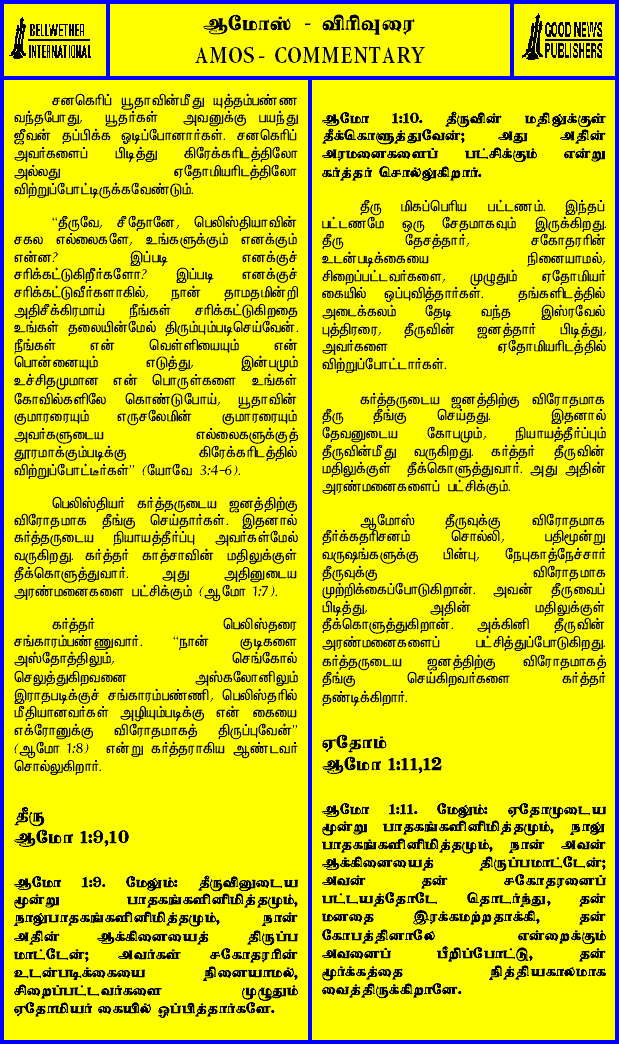 BELLWETHER
INTERNATIONAL
ஆமோஸ் - விரிவுரை
AMOS - COMMENTARY
GOOD NEWS
PUBLISHERS
சனகெரிப் யூதாவின்மீது யுத்தம்பண்ண
வந்தபோது, யூதர்கள் அவனுக்கு பயந்து
ஜீவன் தப்பிக்க ஓடிப்போனார்கள். சனகெரிப்
அவர்களைப் பிடித்து கிரேக்கரிடத்திலோ
அல்லது ஏதோமியரிடத்திலோ
விற்றுப்போட்டிருக்கவேண்டும்.
“தீருவே, சீதோனே, பெலிஸ்தியாவின்
சகல எல்லைகளே, உங்களுக்கும் எனக்கும்
என்ன? இப்படி எனக்குச்
சரிக்கட்டுகிறீர்களோ? இப்படி எனக்குச்
சரிக்கட்டுவீர்களாகில், நான் தாமதமின்றி
அதிசீக்கிரமாய் நீங்கள் சரிக்கட்டுகிறதை
உங்கள் தலையின்மேல் திரும்பும்படிசெய்வேன்.
நீங்கள் என் வெள்ளியையும் என்
பொன்னையும் எடுத்து, இன்பமும்
உச்சிதமுமான என் பொருள்களை உங்கள்
கோவில்களிலே கொண்டுபோய், யூதாவின்
குமாரரையும் எருசலேமின் குமாரரையும்
அவர்களுடைய எல்லைகளுக்குத்
தூரமாக்கும்படிக்கு கிரேக்கரிடத்தில்
விற்றுப்போட்டீர்கள்” (யோவே 3:4-6).
பெலிஸ்தியர் கர்த்தருடைய ஜனத்திற்கு
விரோதமாக தீங்கு செய்தார்கள். இதனால்
கர்த்தருடைய நியாயத்தீர்ப்பு அவர்கள்மேல்
வருகிறது. கர்த்தர் காத்சாவின் மதிலுக்குள்
தீக்கொளுத்துவார். அது அதினுடைய
அரண்மனைகளை பட்சிக்கும் (ஆமோ 1:7).
கர்த்தர் பெலிஸ்தரை
சங்காரம்பண்ணுவார். “நான் குடிகளை
அஸ்தோத்திலும், செங்கோல்
செலுத்துகிறவனை அஸ்கலோனிலும்
இராதபடிக்குச் சங்காரம்பண்ணி, பெலிஸ்தரில்
மீதியானவர்கள் அழியும்படிக்கு என் கையை
எக்ரோனுக்கு விரோதமாகத் திருப்புவேன்”
(ஆமோ 1:8) என்று கர்த்தராகிய ஆண்டவர்
சொல்லுகிறார்.
தீரு
ஆமோ 1:9,10
ஆமோ 1:9. மேலும்: தீருவினுடைய
மூன்று பாதகங்களினிமித்தமும்,
நாலுபாதகங்களினிமித்தமும், நான்
அதின் ஆக்கினையைத் திருப்ப
மாட்டேன்; அவர்கள் சகோதரரின்
உடன்படிக்கையை நினையாமல்,
சிறைப்பட்டவர்களை முழுதும்
ஏதோமியர் கையில் ஒப்பித்தார்களே.
ஆமோ 1:10. தீருவின் மதிலுக்குள்
தீக்கொளுத்துவேன்; அது அதின்
அரமனைகளைப் பட்சிக்கும் என்று
கர்த்தர் சொல்லுகிறார்.
தீரு மிகப்பெரிய பட்டணம். இந்தப்
பட்டணமே ஒரு சேதமாகவும் இருக்கிறது.
தீரு தேசத்தார், சகோதரரின்
உடன்படிக்கையை நினையாமல்,
சிறைப்பட்டவர்களை, முழுதும் ஏதோமியர்
கையில் ஒப்புவித்தார்கள். தங்களிடத்தில்
அடைக்கலம் தேடி வந்த இஸ்ரவேல்
புத்திரரை, தீருவின் ஜனத்தார் பிடித்து,
அவர்களை ஏதோமியரிடத்தில்
விற்றுப்போட்டார்கள்.
கர்த்தருடைய ஜனத்திற்கு விரோதமாக
தீரு தீங்கு செய்தது. இதனால்
தேவனுடைய கோபமும், நியாயத்தீர்ப்பும்
தீருவின்மீது வருகிறது. கர்த்தர் தீருவின்
மதிலுக்குள் தீக்கொளுத்துவார். அது அதின்
அரண்மனைகளைப் பட்சிக்கும்.
ஆமோஸ் தீருவுக்கு விரோதமாக
தீர்க்கதரிசனம் சொல்லி, பதிமூன்று
வருஷங்களுக்கு பின்பு, நேபுகாத்நேச்சார்
தீருவுக்கு விரோதமாக
முற்றிக்கைப்போடுகிறான். அவன் தீருவைப்
பிடித்து, அதின் மதிலுக்குள்
தீக்கொளுத்துகிறான். அக்கினி தீருவின்
அரண்மனைகளைப் பட்சித்துப்போடுகிறது.
கர்த்தருடைய ஜனத்திற்கு விரோதமாகத்
தீங்கு செய்கிறவர்களை கர்த்தர்
தண்டிக்கிறார்.
ஏதோம்
ஆமோ 1:11,12
ஆமோ 1:11. மேலும்: ஏதோமுடைய
மூன்று பாதகங்களினிமித்தமும், நாலு
பாதகங்களினிமித்தமும், நான் அவன்
ஆக்கினையைத் திருப்பமாட்டேன்;
அவன் தன் சகோதரனைப்
பட்டயத்தோடே தொடர்ந்து, தன்
மனதை இரக்கமற்றதாக்கி, தன்
கோபத்தினாலே என்றைக்கும்
அவனைப் பீறிப்போட்டு, தன்
மூர்க்கத்தை நித்தியகாலமாக
வைத்திருக்கிறானே.